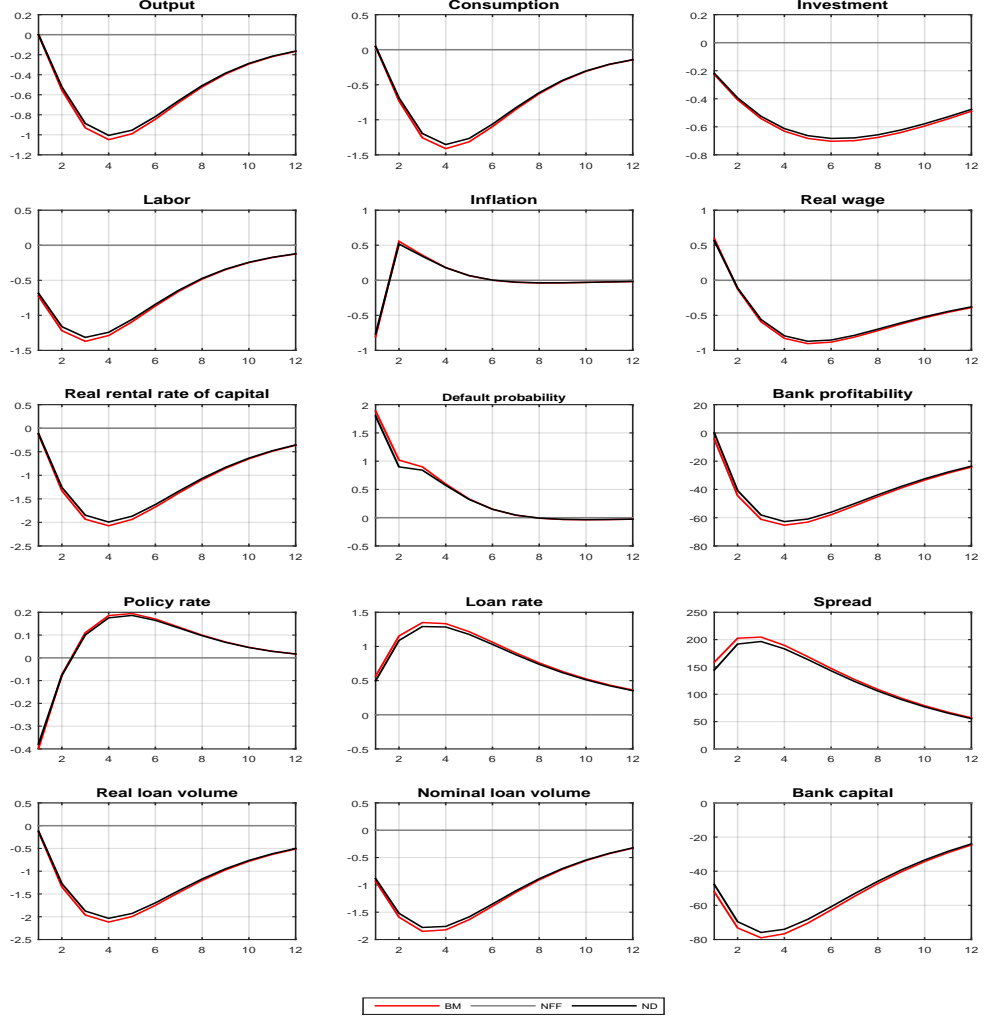 Output Consumption Investment
0.2 0.5 0.2
0 0 0
-0.2 -0.2
-0.4 -0.5 -0.4
-0.6 -0.6
-0.8 -1 -0.8
-1
-1.2 -1.5
2 4 6 8 10 12 2 4 6 8 10 12 2 4 6 8 10 12
Labor Inflation Real wage
0.5 1 1
0 0.5 0.5
-0.5 0 0
-1 -0.5 -0.5
-1.5 -1 -1
2 4 6 8 10 12 2 4 6 8 10 12 2 4 6 8 10 12
Real rental rate of capital Default probability Bank profitability
0.5 2 20
0 1.5 0
-0.5 1 -20
-1 0.5 -40
-1.5 0 -60
-2 -0.5 -80
-2.5
2 4 6 8 10 12 2 4 6 8 10 12 2 4 6 8 10 12
Policy rate Loan rate Spread
0.2 1.5 250
0.1 1 200
0 0.5 150
-0.1 0 100
-0.2 -0.5 50
-0.3 0
-0.4
2 4 6 8 10 12 2 4 6 8 10 12 2 4 6 8 10 12
Real loan volume Nominal loan volume Bank capital
0.5 0.5 0
0 0 -20
-0.5 -0.5 -40
-1 -1 -60
-1.5 -1.5 -80
-2 -2
-2.5
2 4 6 8 10 12 2 4 6 8 10 12 2 4 6 8 10 12
BM NFF ND